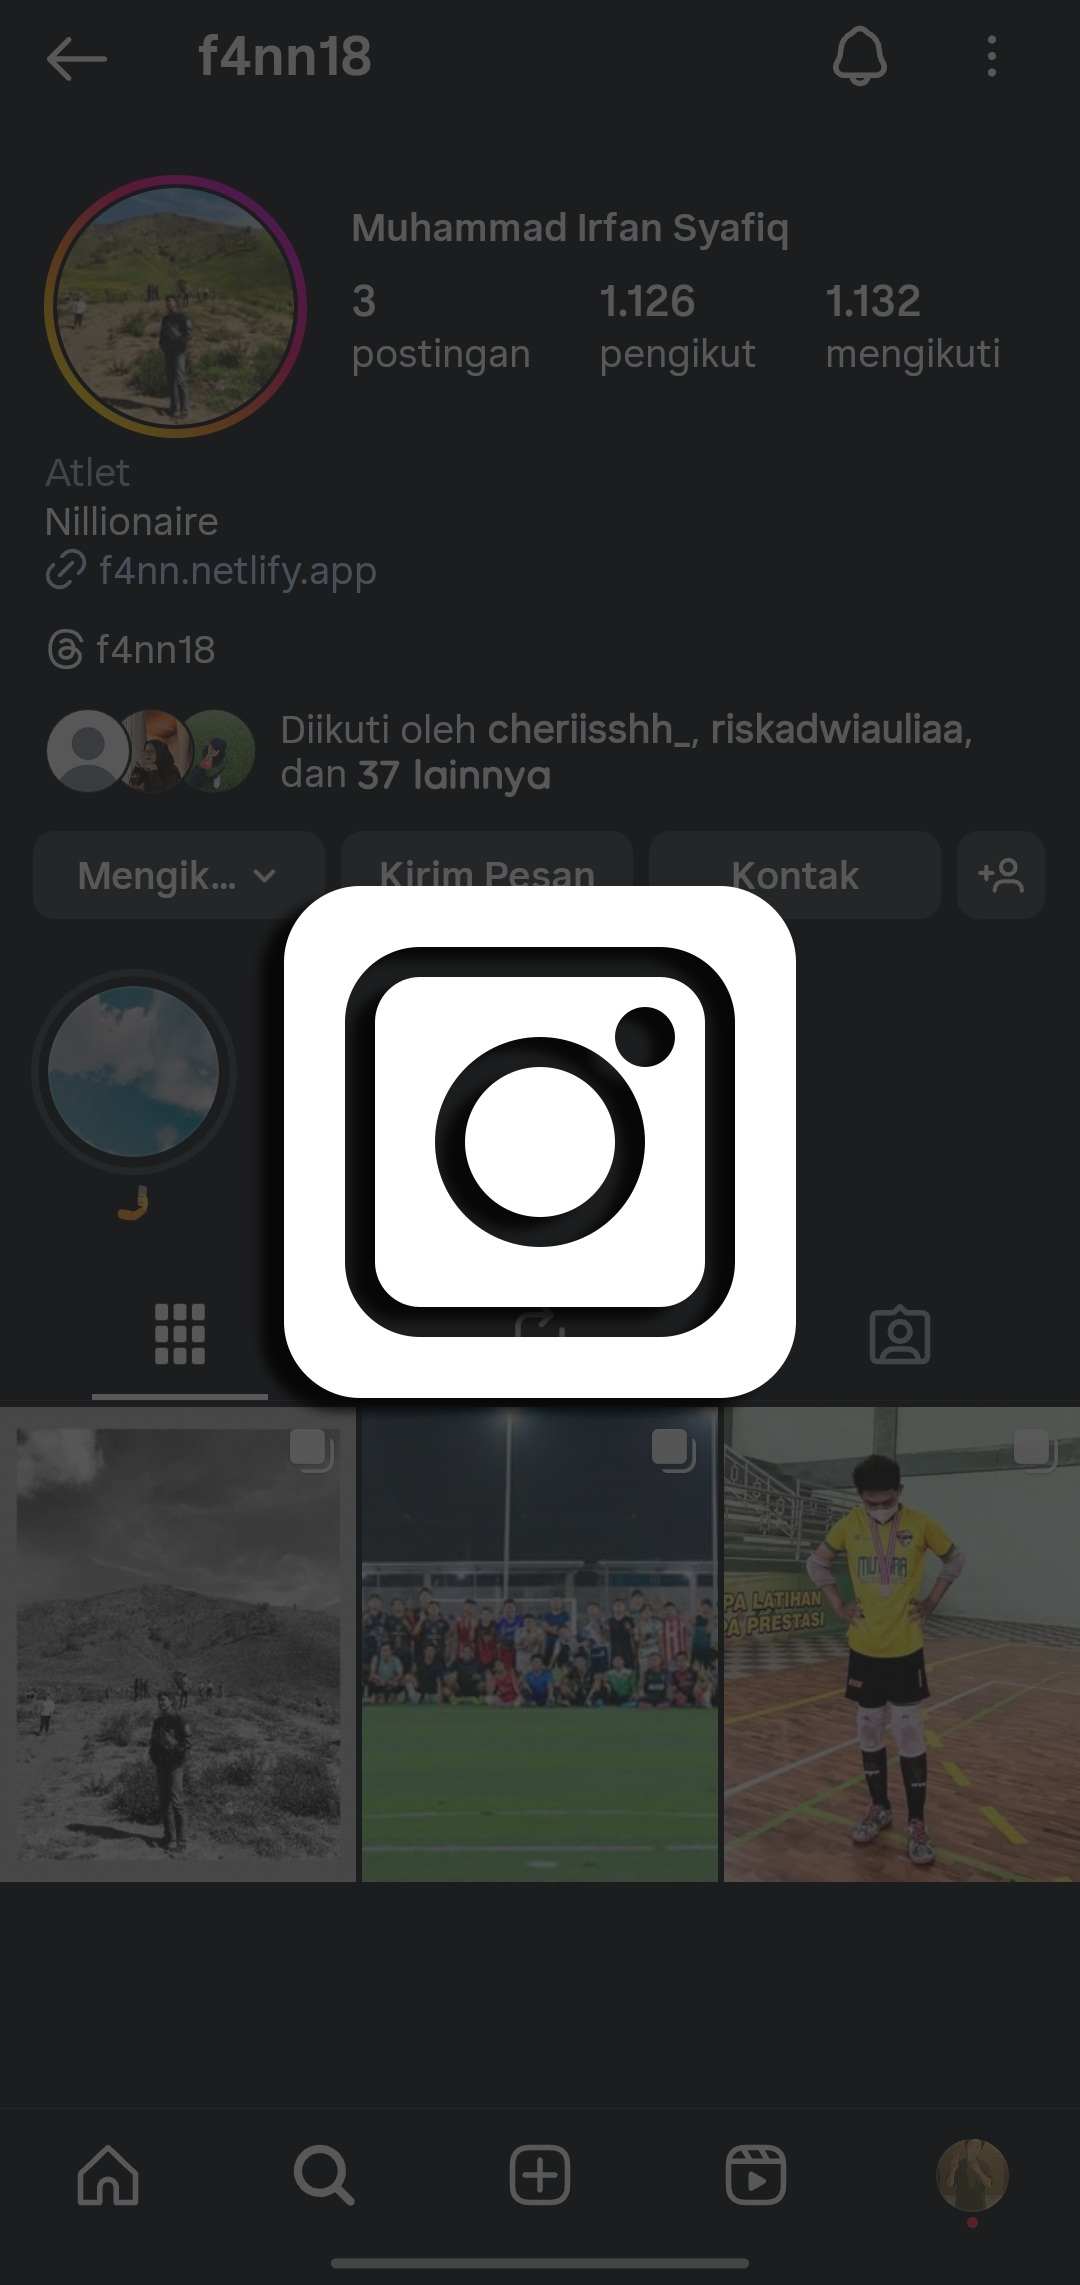 f4nn18
Muhammad Irfan Syafiq
3 1.126 1.132
postingan pengikut mengikuti
Atlet
Nillionaire
f4nn.netlify.app
f4nn18
Diikuti oleh cheriisshh_, riskadwiauliaa,
dan 37 lainnya
Mengik... Kirim Pesan Kontak
PA LATIHAN
PA PRESTASI